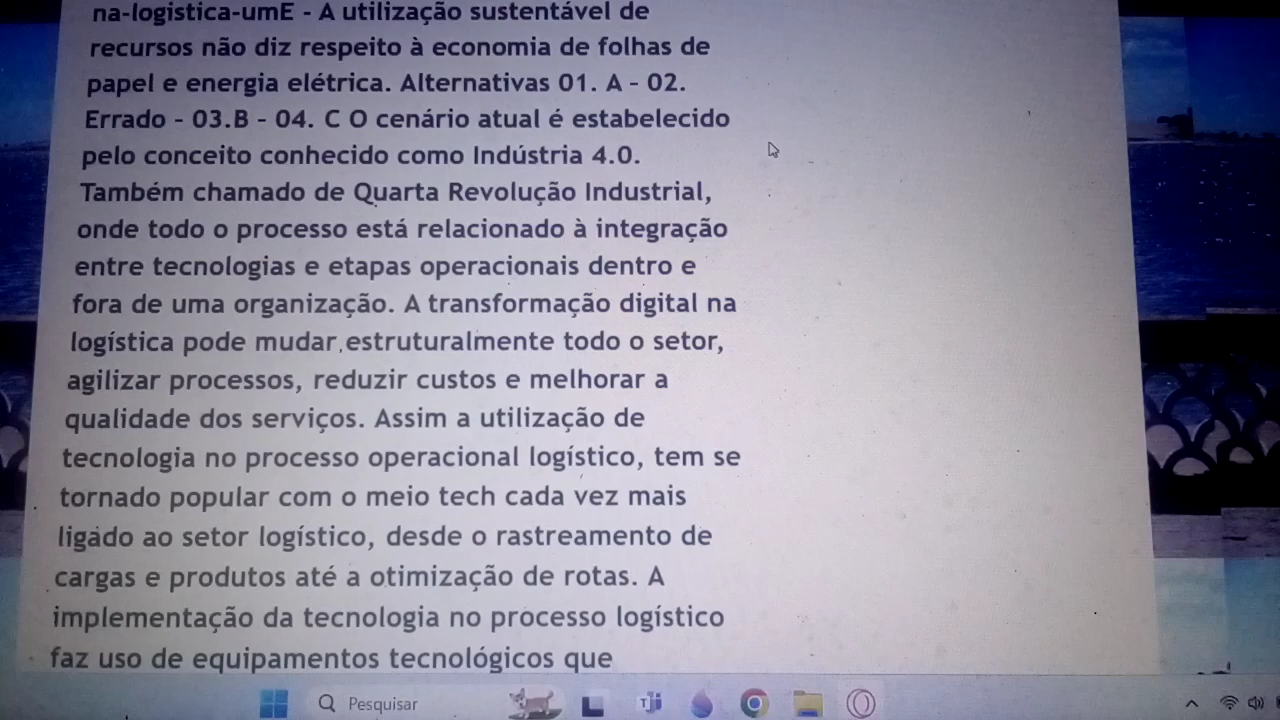 na-logistica-umE - A utilização sustentável de
recursos não diz respeito à economia de folhas de
papel e energia elétrica. Alternativas 01. A - 02.
Errado - 03.B - 04. C O cenário atual é estabelecido
pelo conceito conhecido como Indústria 4.0.
Também chamado de Quarta Revolução Industrial,
onde todo o processo está relacionado à integração
entre tecnologias e etapas operacionais dentro e
fora de uma organização. A transformação digital na
logística pode mudar estruturalmente todo o setor,
agilizar processos, reduzir custos e melhorar a
qualidade dos serviços. Assim a utilização de
tecnologia no processo operacional logístico, tem se
tornado popular com o meio tech cada vez mais
ligado ao setor logístico, desde o rastreamento de
cargas e produtos até a otimização de rotas. A
implementação da tecnologia no processo logístico
faz uso de equipamentos tecnológicos que
Pesquisar